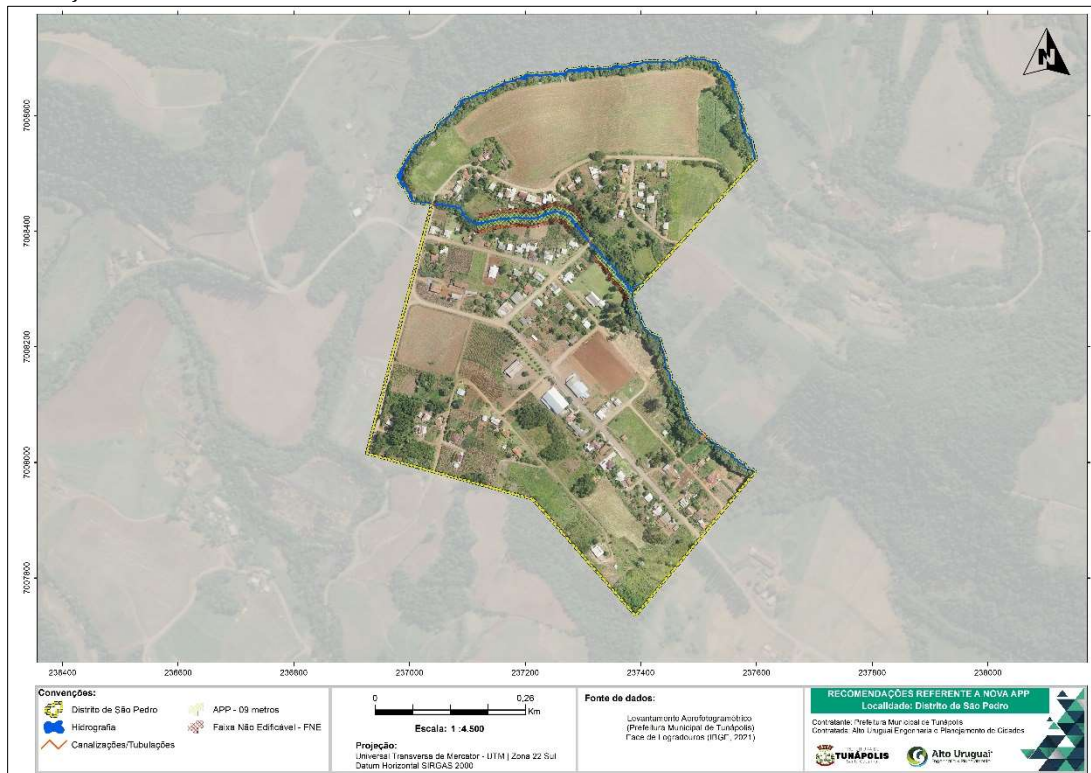 N
7008600
7008400
7008200
7008000
7007800
236400
236600
236800
237000
237200
237400
237600
237800
238000
Convenções:
Distrito de São Pedro
Hidrografia
Canalizações/Tubulações
APP - 09 metros
Faixa Não Edificável - FNE
0 0,26
Km
Escala: 1 :4.500
Projeção:
Universal Transversa de Mercator - UTM | Zona 22 Sul
Datum Horizontal SIRGAS 2000
Fonte de dados:
Levantamento Aerofotogramétrico
(Prefeitura Municipal de Tunápolis)
Face de Logradouros (IBGE, 2021)
RECOMENDAÇÕES REFERENTE A NOVA APP
Localidade: Distrito de São Pedro
Contratante: Prefeitura Municipal de Tunápolis
Contratada: Alto Uruguai Engenharia e Planejamento de Cidades
TUNÁPOLIS
Alto Uruguai